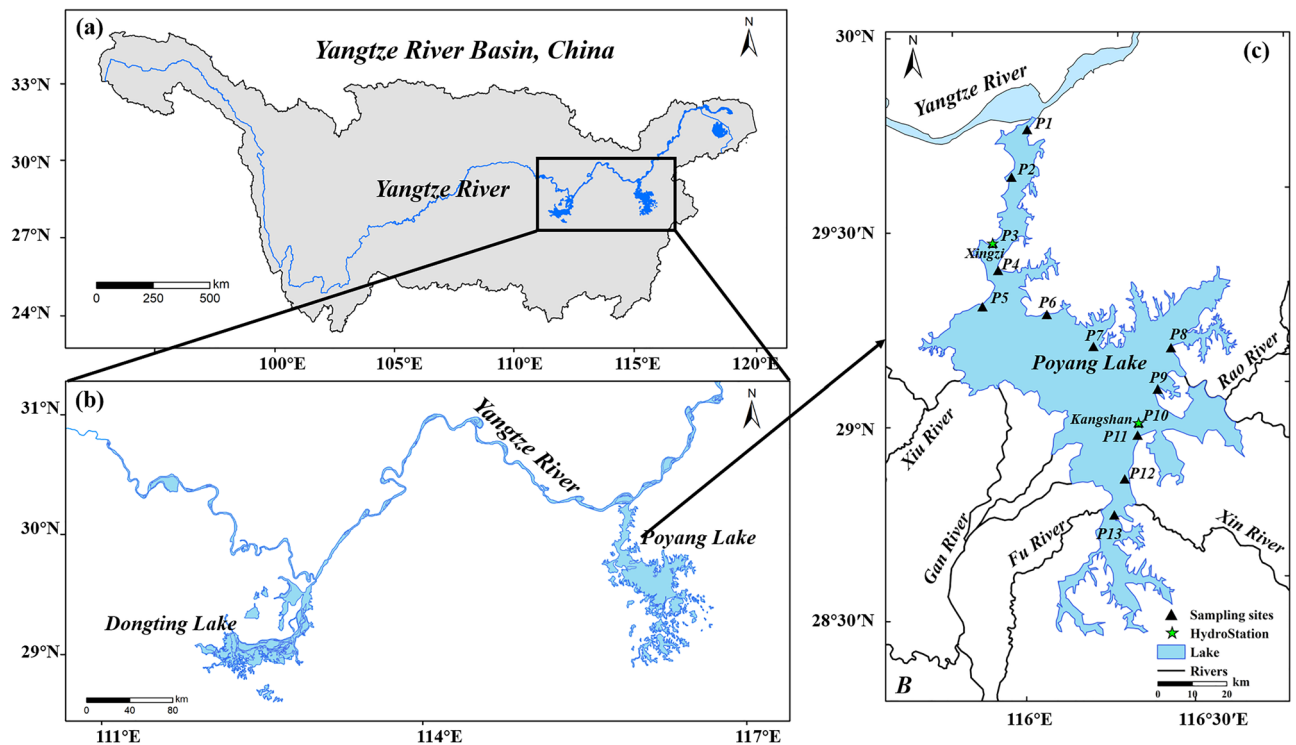 (a)
Yangtze River Basin, China
N
33°N
30°N
27°N
24°N
Yangtze River
km
0 250 500
100°E 105°E 110°E 115°E 120°E
(b)
N
31°N
30°N
29°N
Yangtze River
Poyang Lake
Dongting Lake
km
0 40 80
111°E 114°E 117°E
(c)
N
30°N
29°30'N
29°N
28°30'N
Yangtze River
P1
P2
P3
Xingzi
P4
P5
P6
P7
P8
Poyang Lake
P9
Rao River
Kangshan
P10
P11
Xiu River
P12
P13
Gan River
Fu River
Xin River
Sampling sites
HydroStation
Lake
Rivers
km
0 10 20
B
116°E 116°30'E